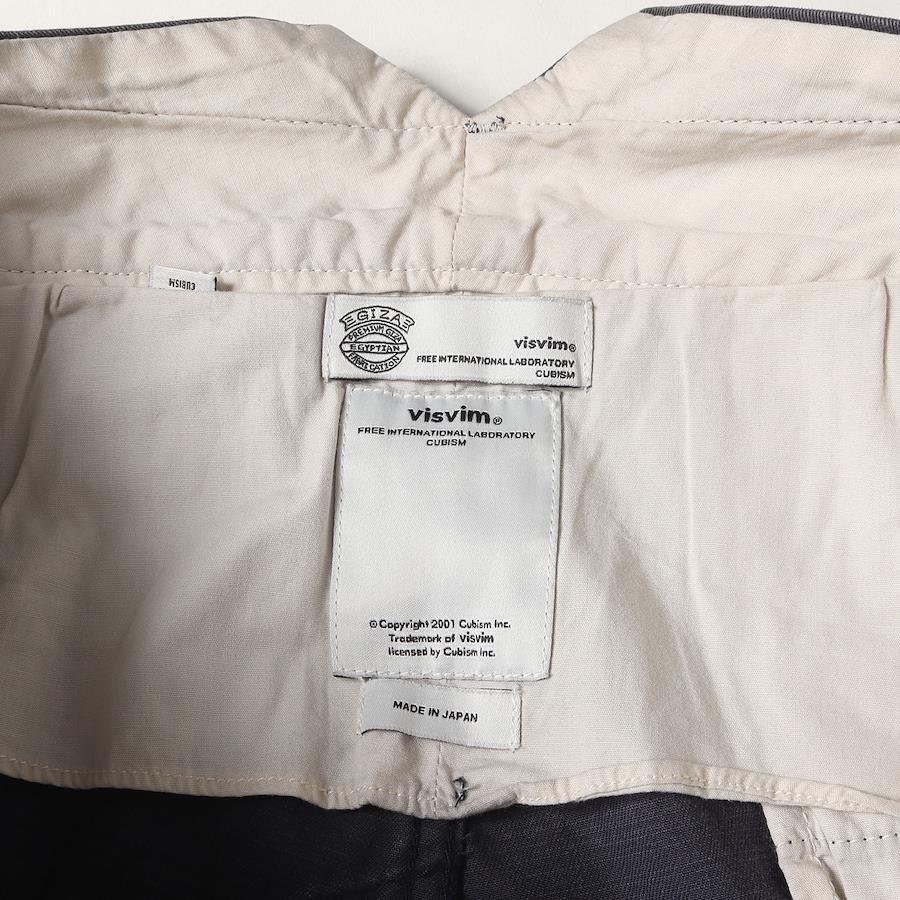 CUBISM
GIZA
PREMIUM GIZA
EGYPTIAN
FABRICATION
visvim®
FREE INTERNATIONAL LABORATORY
CUBISM
visvim®
FREE INTERNATIONAL LABORATORY
CUBISM
© Copyright 2001 Cubism Inc.
Trademark of visvim
licensed by Cubism Inc.
MADE IN JAPAN